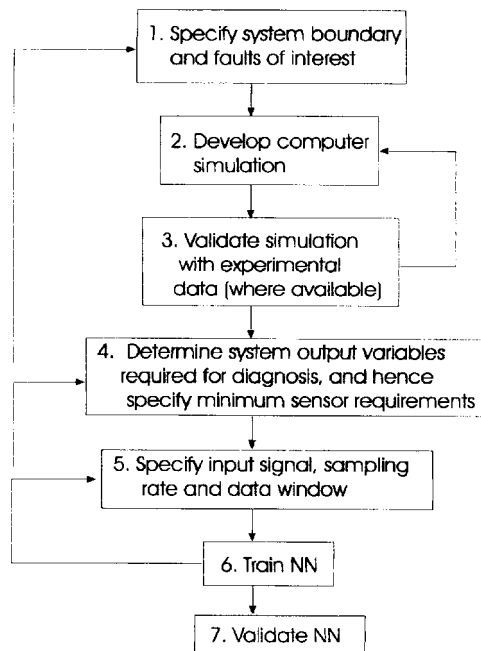 1. Specify system boundary
and faults of interest
2. Develop computer
simulation
3. Validate simulation
with experimental
data (where available)
4. Determine system output variables
required for diagnosis, and hence
specify minimum sensor requirements
5. Specify input signal, sampling
rate and data window
6. Train NN
7. Validate NN